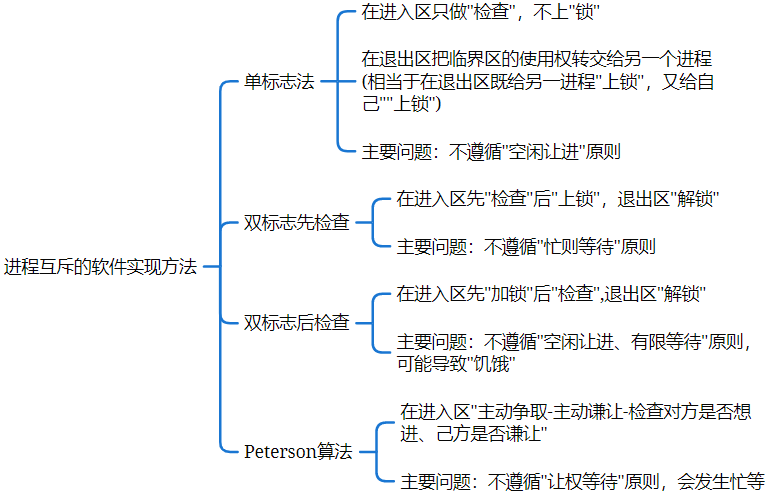 进程互斥的软件实现方法
单标志法
在进入区只做"检查"，不上"锁"
在退出区把临界区的使用权转交给另一个进程
(相当于在退出区既给另一进程"上锁"，又给自
己""上锁")
主要问题：不遵循"空闲让进"原则
双标志先检查
在进入区先"检查"后"上锁"，退出区"解锁"
主要问题：不遵循"忙则等待"原则
双标志后检查
在进入区先"加锁"后"检查",退出区"解锁"
主要问题：不遵循"空闲让进、有限等待"原则，
可能导致"饥饿"
Peterson算法
在进入区"主动争取-主动谦让-检查对方是否想
进、己方是否谦让"
主要问题：不遵循"让权等待"原则，会发生忙等